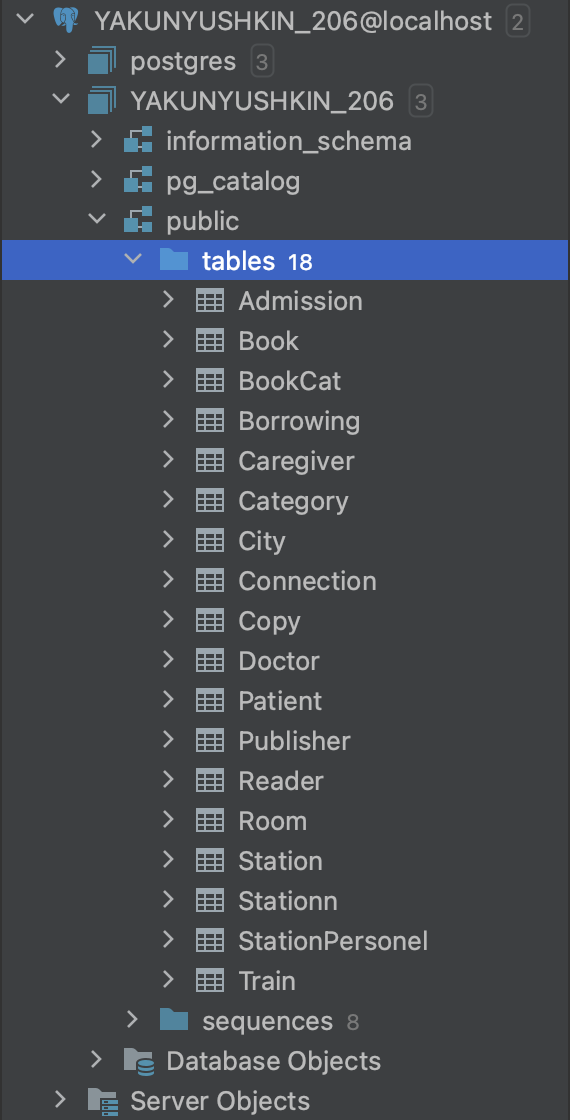 YAKUNYUSHKIN_206@localhost 2
postgres 3
YAKUNYUSHKIN_206 3
information_schema
pg_catalog
public
tables 18
Admission
Book
BookCat
Borrowing
Caregiver
Category
City
Connection
Copy
Doctor
Patient
Publisher
Reader
Room
Station
Stationn
StationPersonel
Train
sequences 8
Database Objects
Server Objects